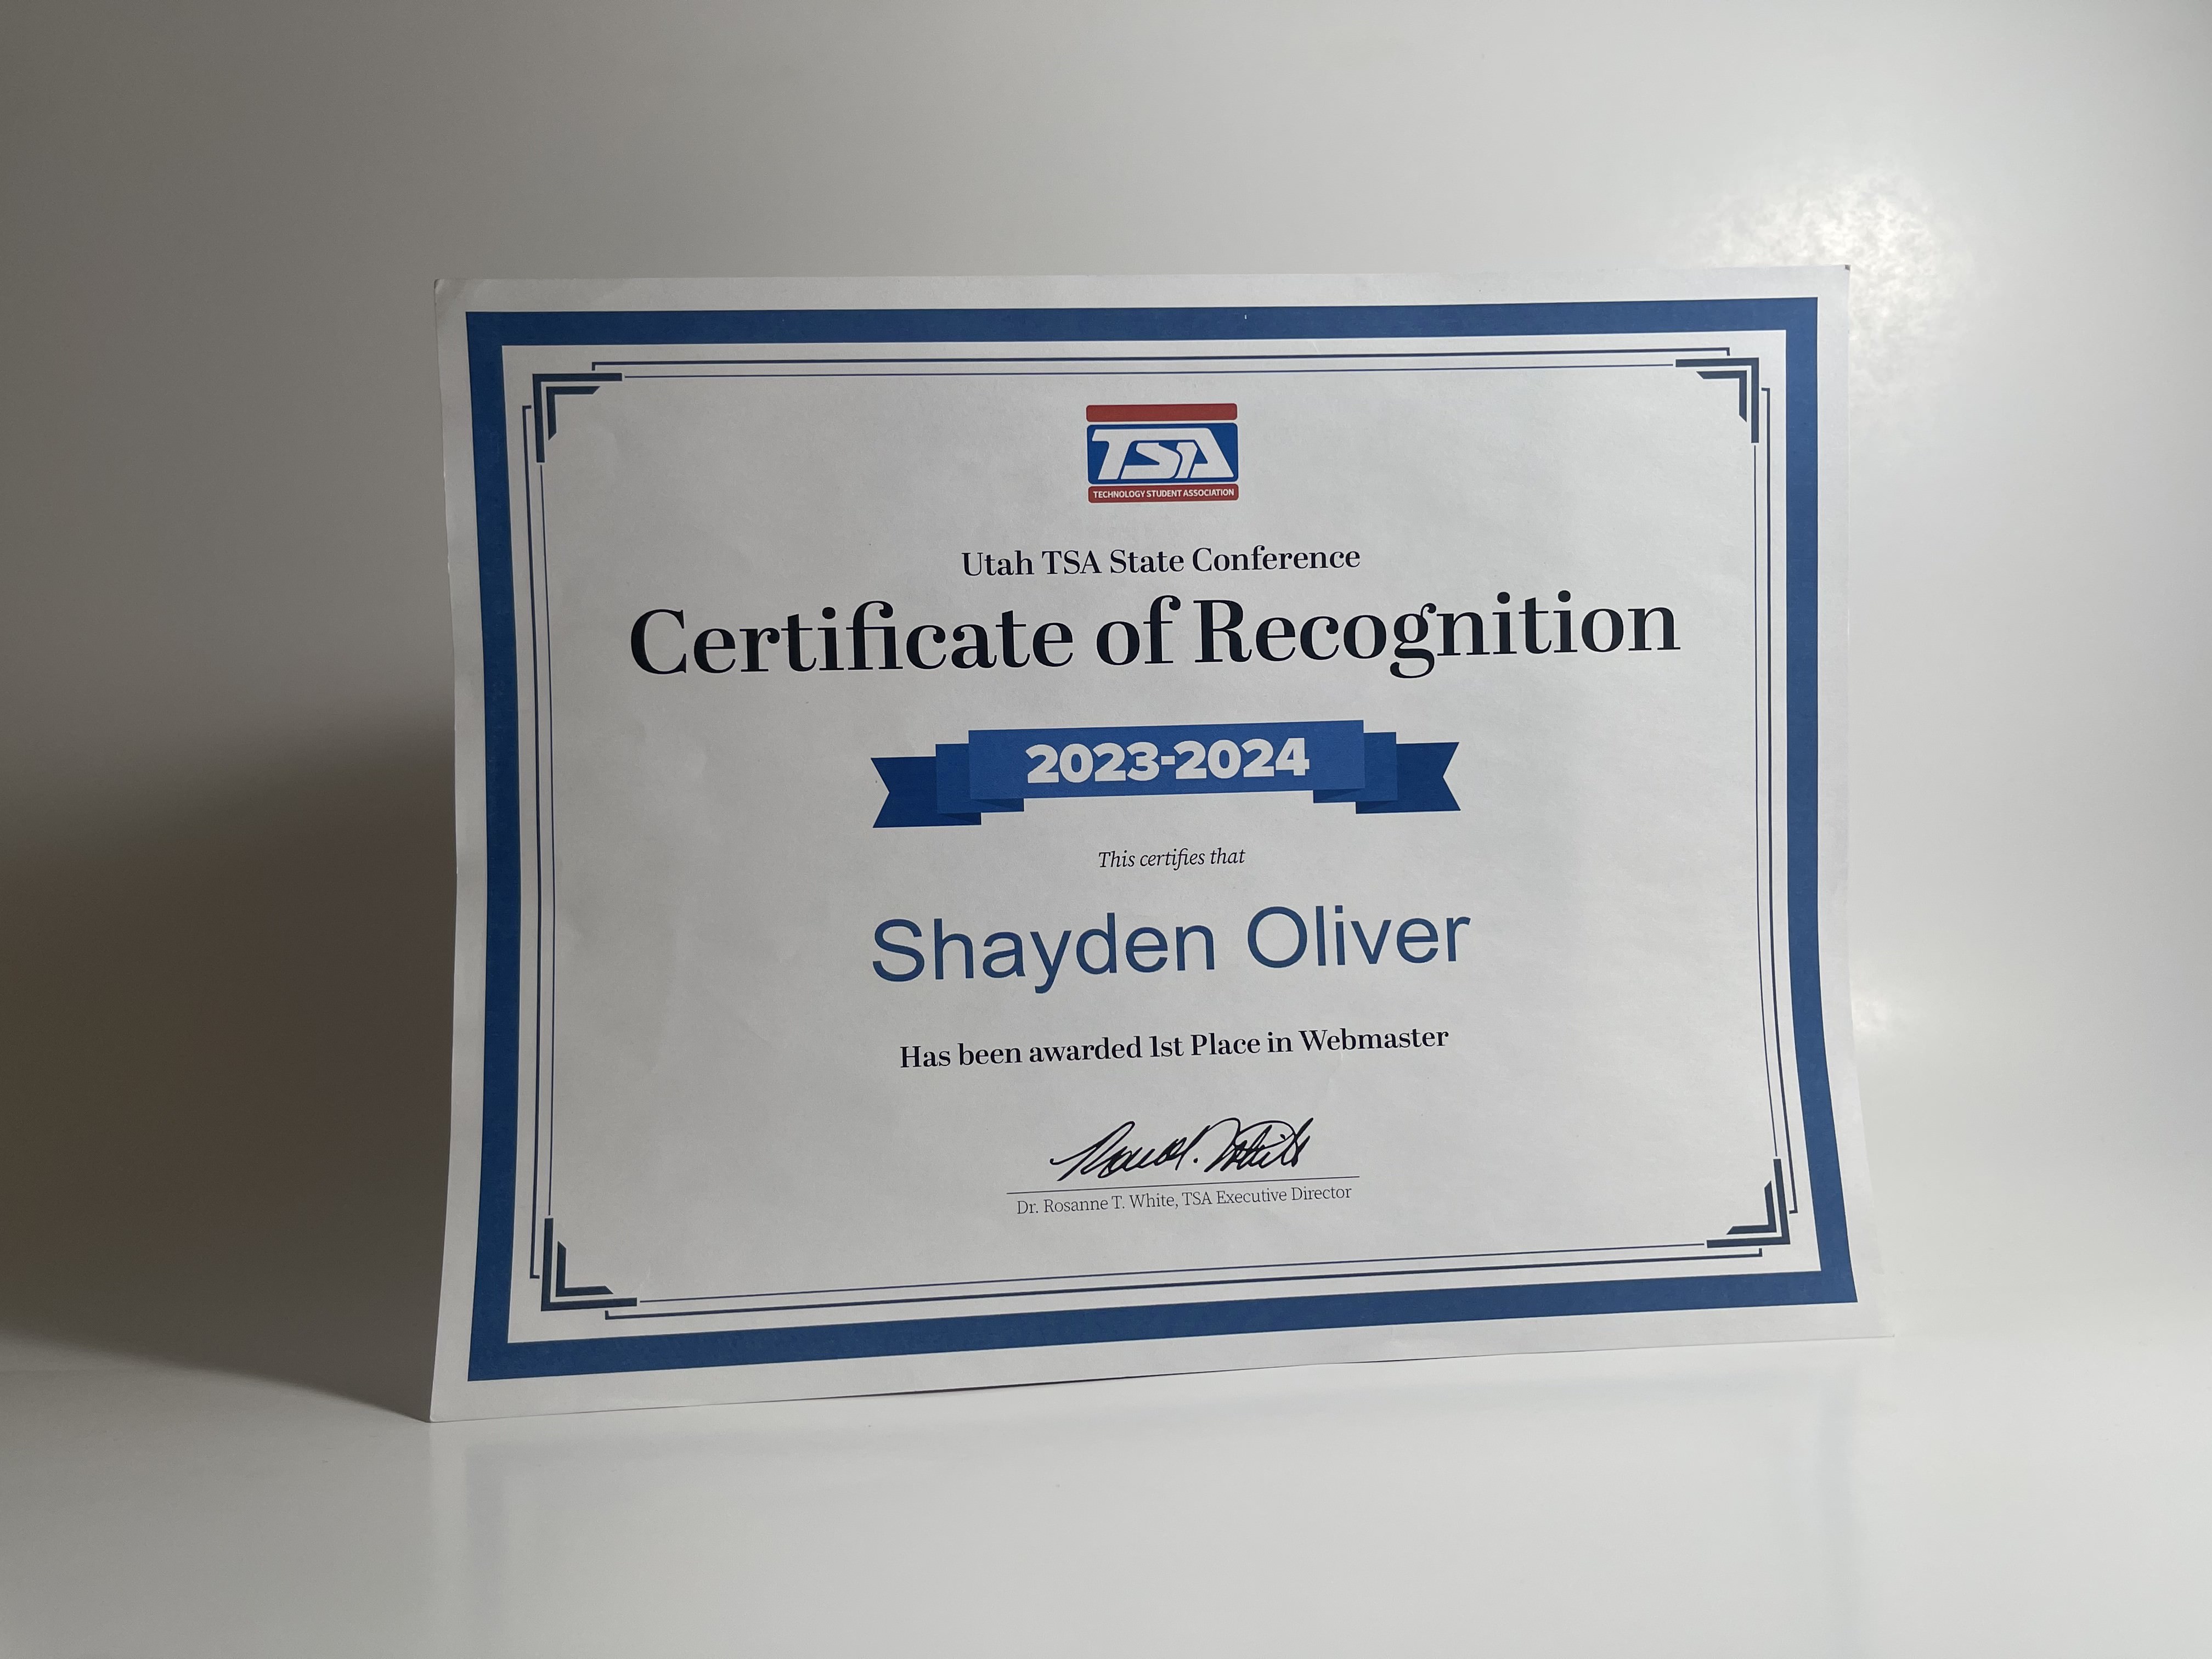 TSA
TECHNOLOGY STUDENT ASSOCIATION
Utah TSA State Conference
Certificate of Recognition
2023-2024
This certifies that
Shayden Oliver
Has been awarded 1st Place in Webmaster
Dr. Rosanne T. White, TSA Executive Director